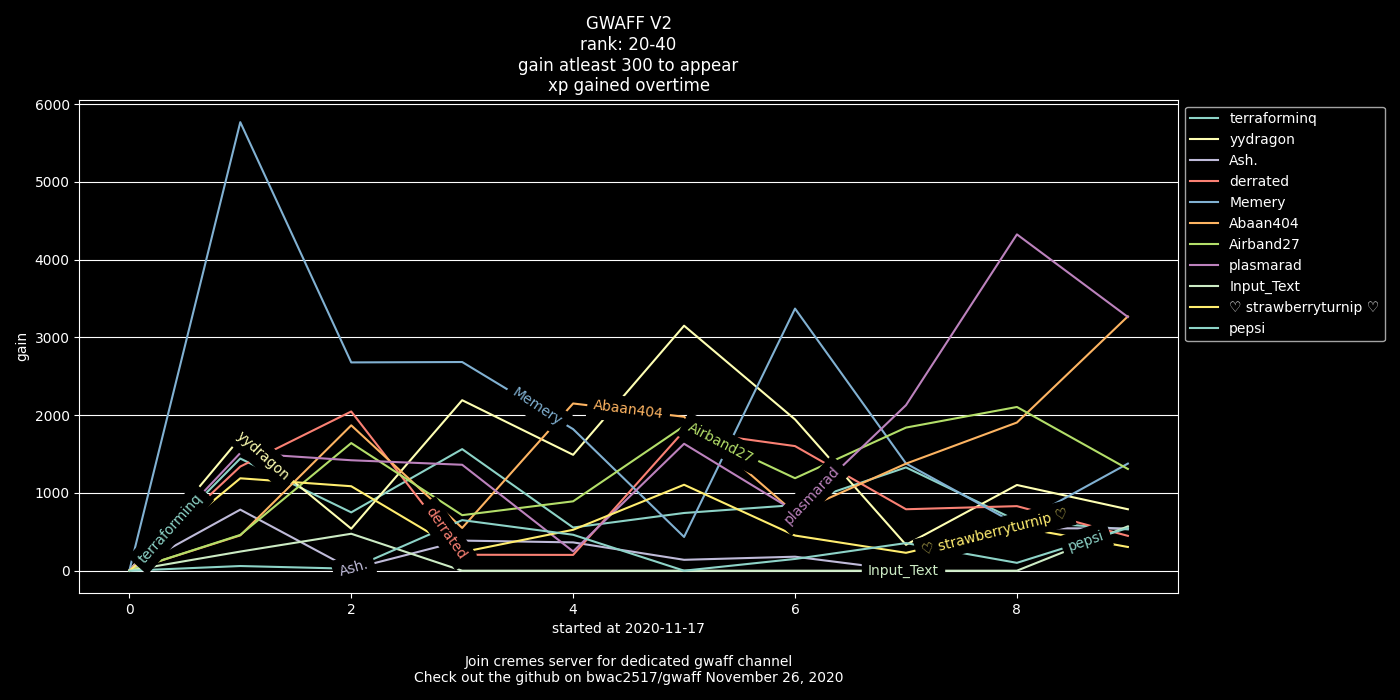 GWAFF V2
rank: 20-40
gain atleast 300 to appear
xp gained overtime
6000
5000
4000
3000
2000
1000
0
gain
0 2 4 6 8
started at 2020-11-17
terraforminq
yydragon
Ash.
derrated
Memery
Abaan404
Airband27
plasmarad
Input_Text
♡ strawberryturnip ♡
pepsi
terraforminq
yydragon
Ash.
derrated
Memery
Abaan404
Airband27
plasmarad
Input_Text
♡ strawberryturnip ♡
pepsi
Join cremes server for dedicated gwaff channel
Check out the github on bwac2517/gwaff November 26, 2020